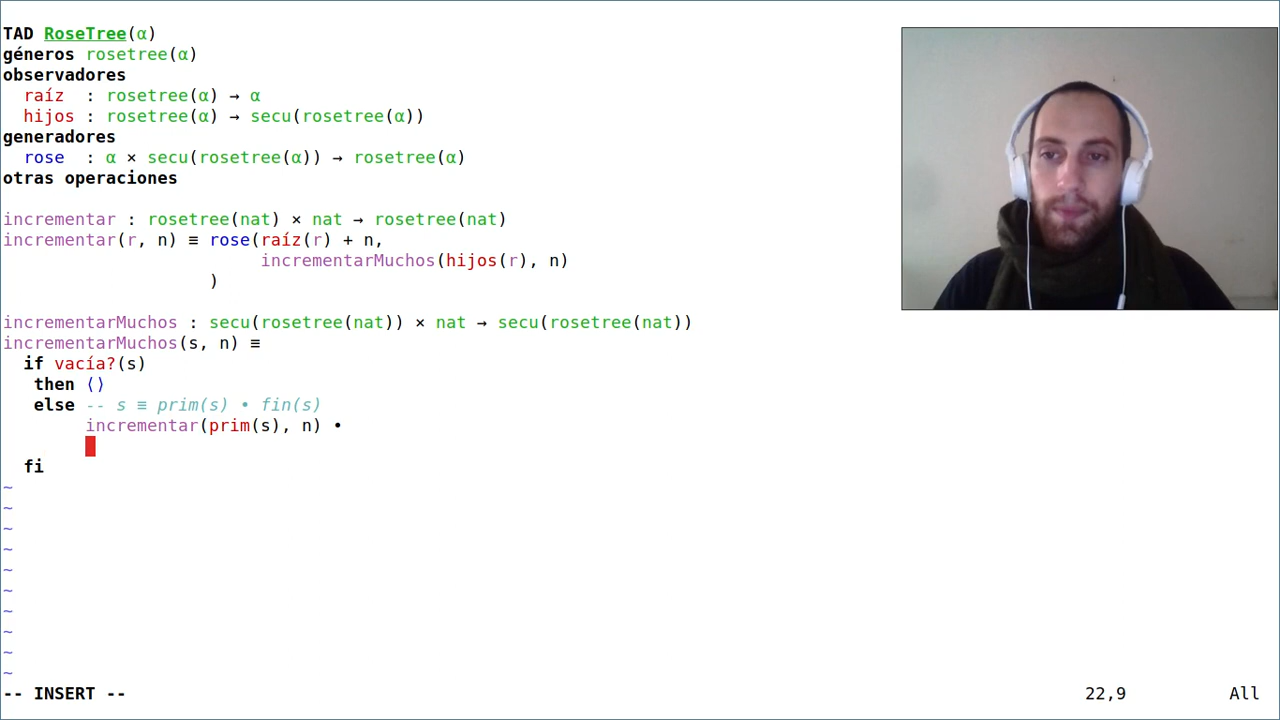 TAD RoseTree(α)
géneros rosetree(α)
observadores
  raíz  : rosetree(α) → α
  hijos : rosetree(α) → secu(rosetree(α))
generadores
  rose  : α × secu(rosetree(α)) → rosetree(α)
otras operaciones
incrementar : rosetree(nat) × nat → rosetree(nat)
incrementar(r, n) ≡ rose(raíz(r) + n,
                         incrementarMuchos(hijos(r), n)
                    )
incrementarMuchos : secu(rosetree(nat)) × nat → secu(rosetree(nat))
incrementarMuchos(s, n) ≡
  if vacía?(s)
   then ⟨⟩
   else -- s ≡ prim(s) • fin(s)
        incrementar(prim(s), n) •
  fi
~
~
~
~
~
~
~
~
~
~
-- INSERT -- 22,9 All